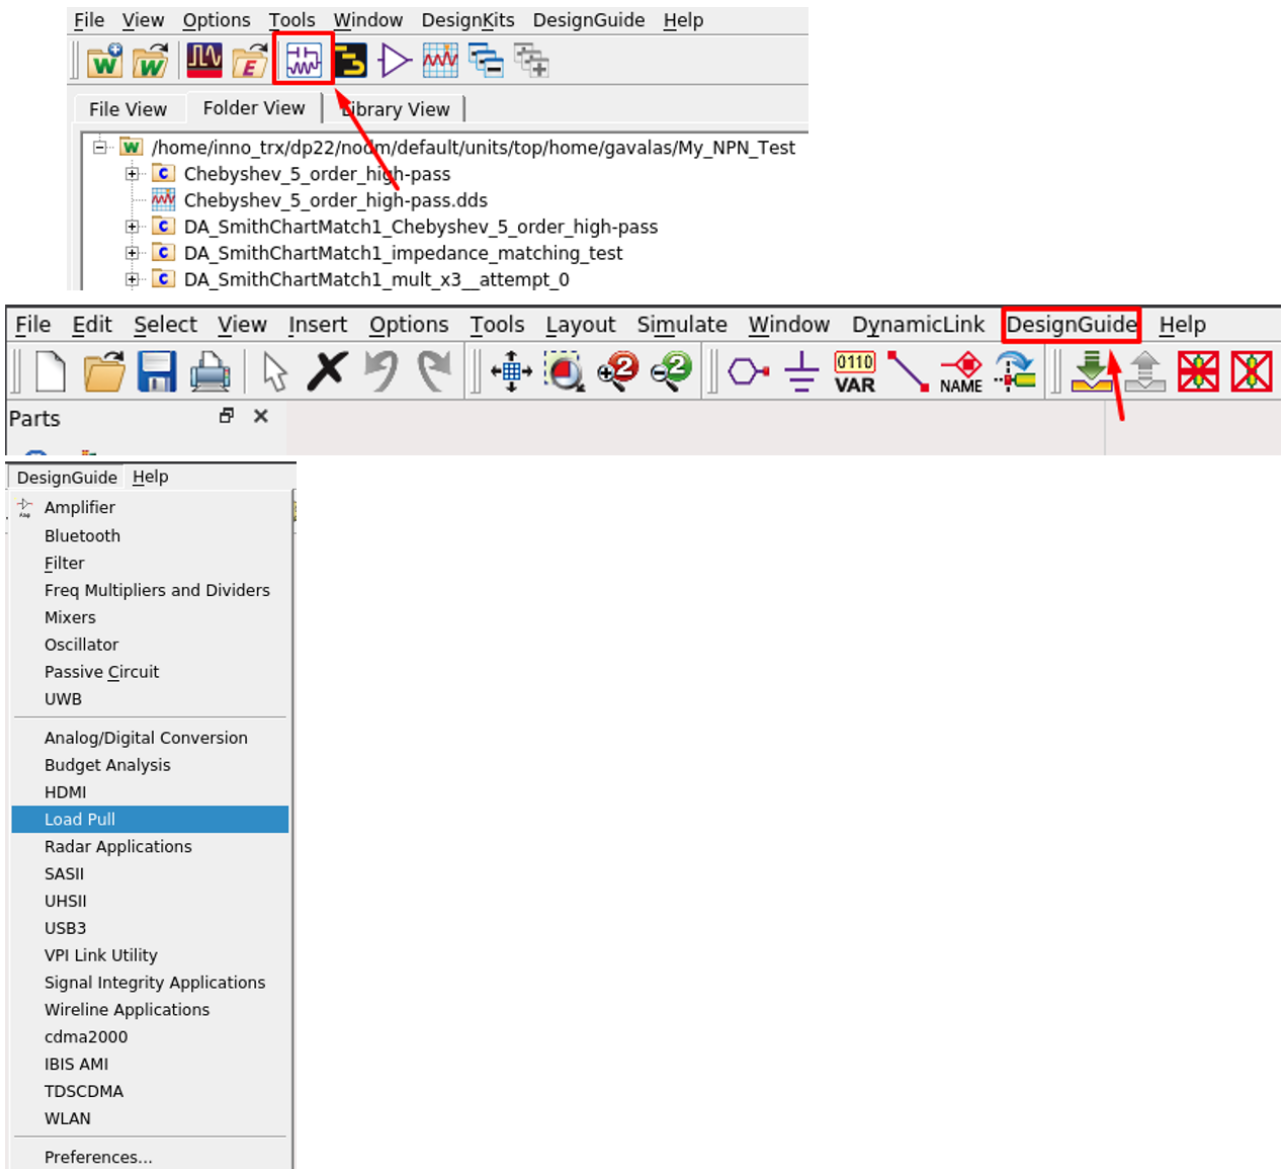 File View Options Tools Window DesignKits DesignGuide Help
W W E
File View Folder View Library View
W /home/inno_trx/dp22/nodm/default/units/top/home/gavalas/My_NPN_Test
C Chebyshev_5_order_high-pass
Chebyshev_5_order_high-pass.dds
C DA_SmithChartMatch1_Chebyshev_5_order_high-pass
C DA_SmithChartMatch1_impedance_matching_test
C DA_SmithChartMatch1_mult_x3__attempt_0
File Edit Select View Insert Options Tools Layout Simulate Window DynamicLink DesignGuide Help
2 2 0110 VAR NAME
Parts
DesignGuide Help
Amplifier
Bluetooth
Filter
Freq Multipliers and Dividers
Mixers
Oscillator
Passive Circuit
UWB
Analog/Digital Conversion
Budget Analysis
HDMI
Load Pull
Radar Applications
SASII
UHSII
USB3
VPI Link Utility
Signal Integrity Applications
Wireline Applications
cdma2000
IBIS AMI
TDSCDMA
WLAN
Preferences...